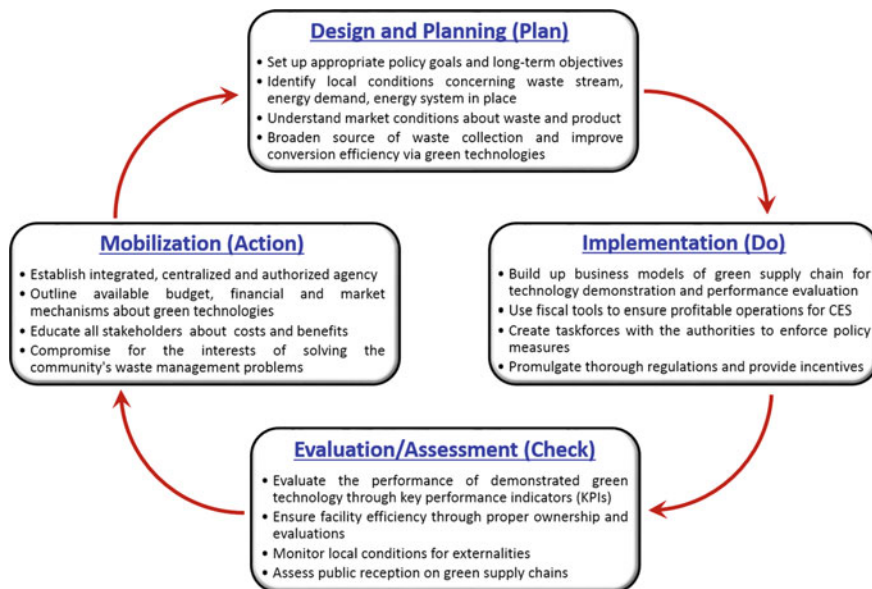 Design and Planning (Plan)
• Set up appropriate policy goals and long-term objectives
• Identify local conditions concerning waste stream,
energy demand, energy system in place
• Understand market conditions about waste and product
• Broaden source of waste collection and improve
conversion efficiency via green technologies
Mobilization (Action)
• Establish integrated, centralized and authorized agency
• Outline available budget, financial and market
mechanisms about green technologies
• Educate all stakeholders about costs and benefits
• Compromise for the interests of solving the
community's waste management problems
Implementation (Do)
• Build up business models of green supply chain for
technology demonstration and performance evaluation
• Use fiscal tools to ensure profitable operations for CES
• Create taskforces with the authorities to enforce policy
measures
• Promulgate thorough regulations and provide incentives
Evaluation/Assessment (Check)
• Evaluate the performance of demonstrated green
technology through key performance indicators (KPIs)
• Ensure facility efficiency through proper ownership and
evaluations
• Monitor local conditions for externalities
• Assess public reception on green supply chains